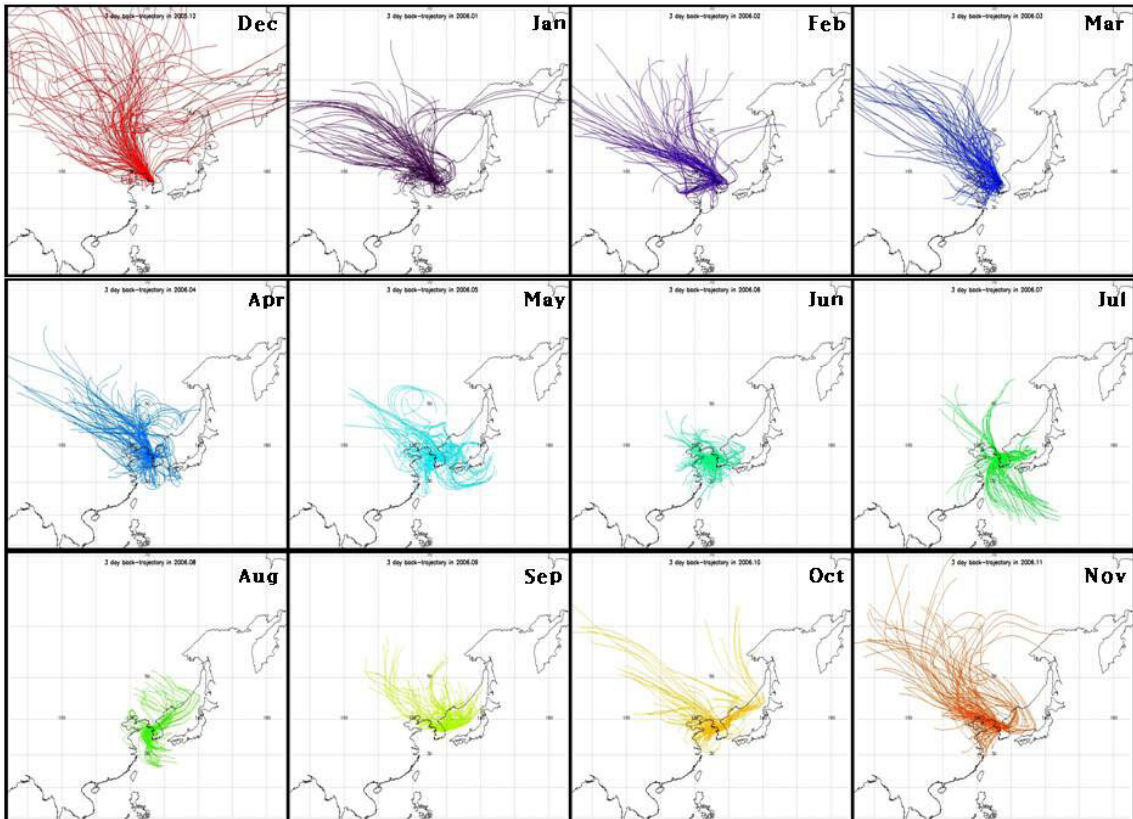 3 day back-trajectory in 2005.12
Dec
3 day back-trajectory in 2006.01
Jan
3 day back-trajectory in 2006.02
Feb
3 day back-trajectory in 2006.03
Mar
3 day back-trajectory in 2006.04
Apr
3 day back-trajectory in 2006.05
May
3 day back-trajectory in 2006.06
Jun
3 day back-trajectory in 2006.07
Jul
3 day back-trajectory in 2006.08
Aug
3 day back-trajectory in 2006.09
Sep
3 day back-trajectory in 2006.10
Oct
3 day back-trajectory in 2006.11
Nov